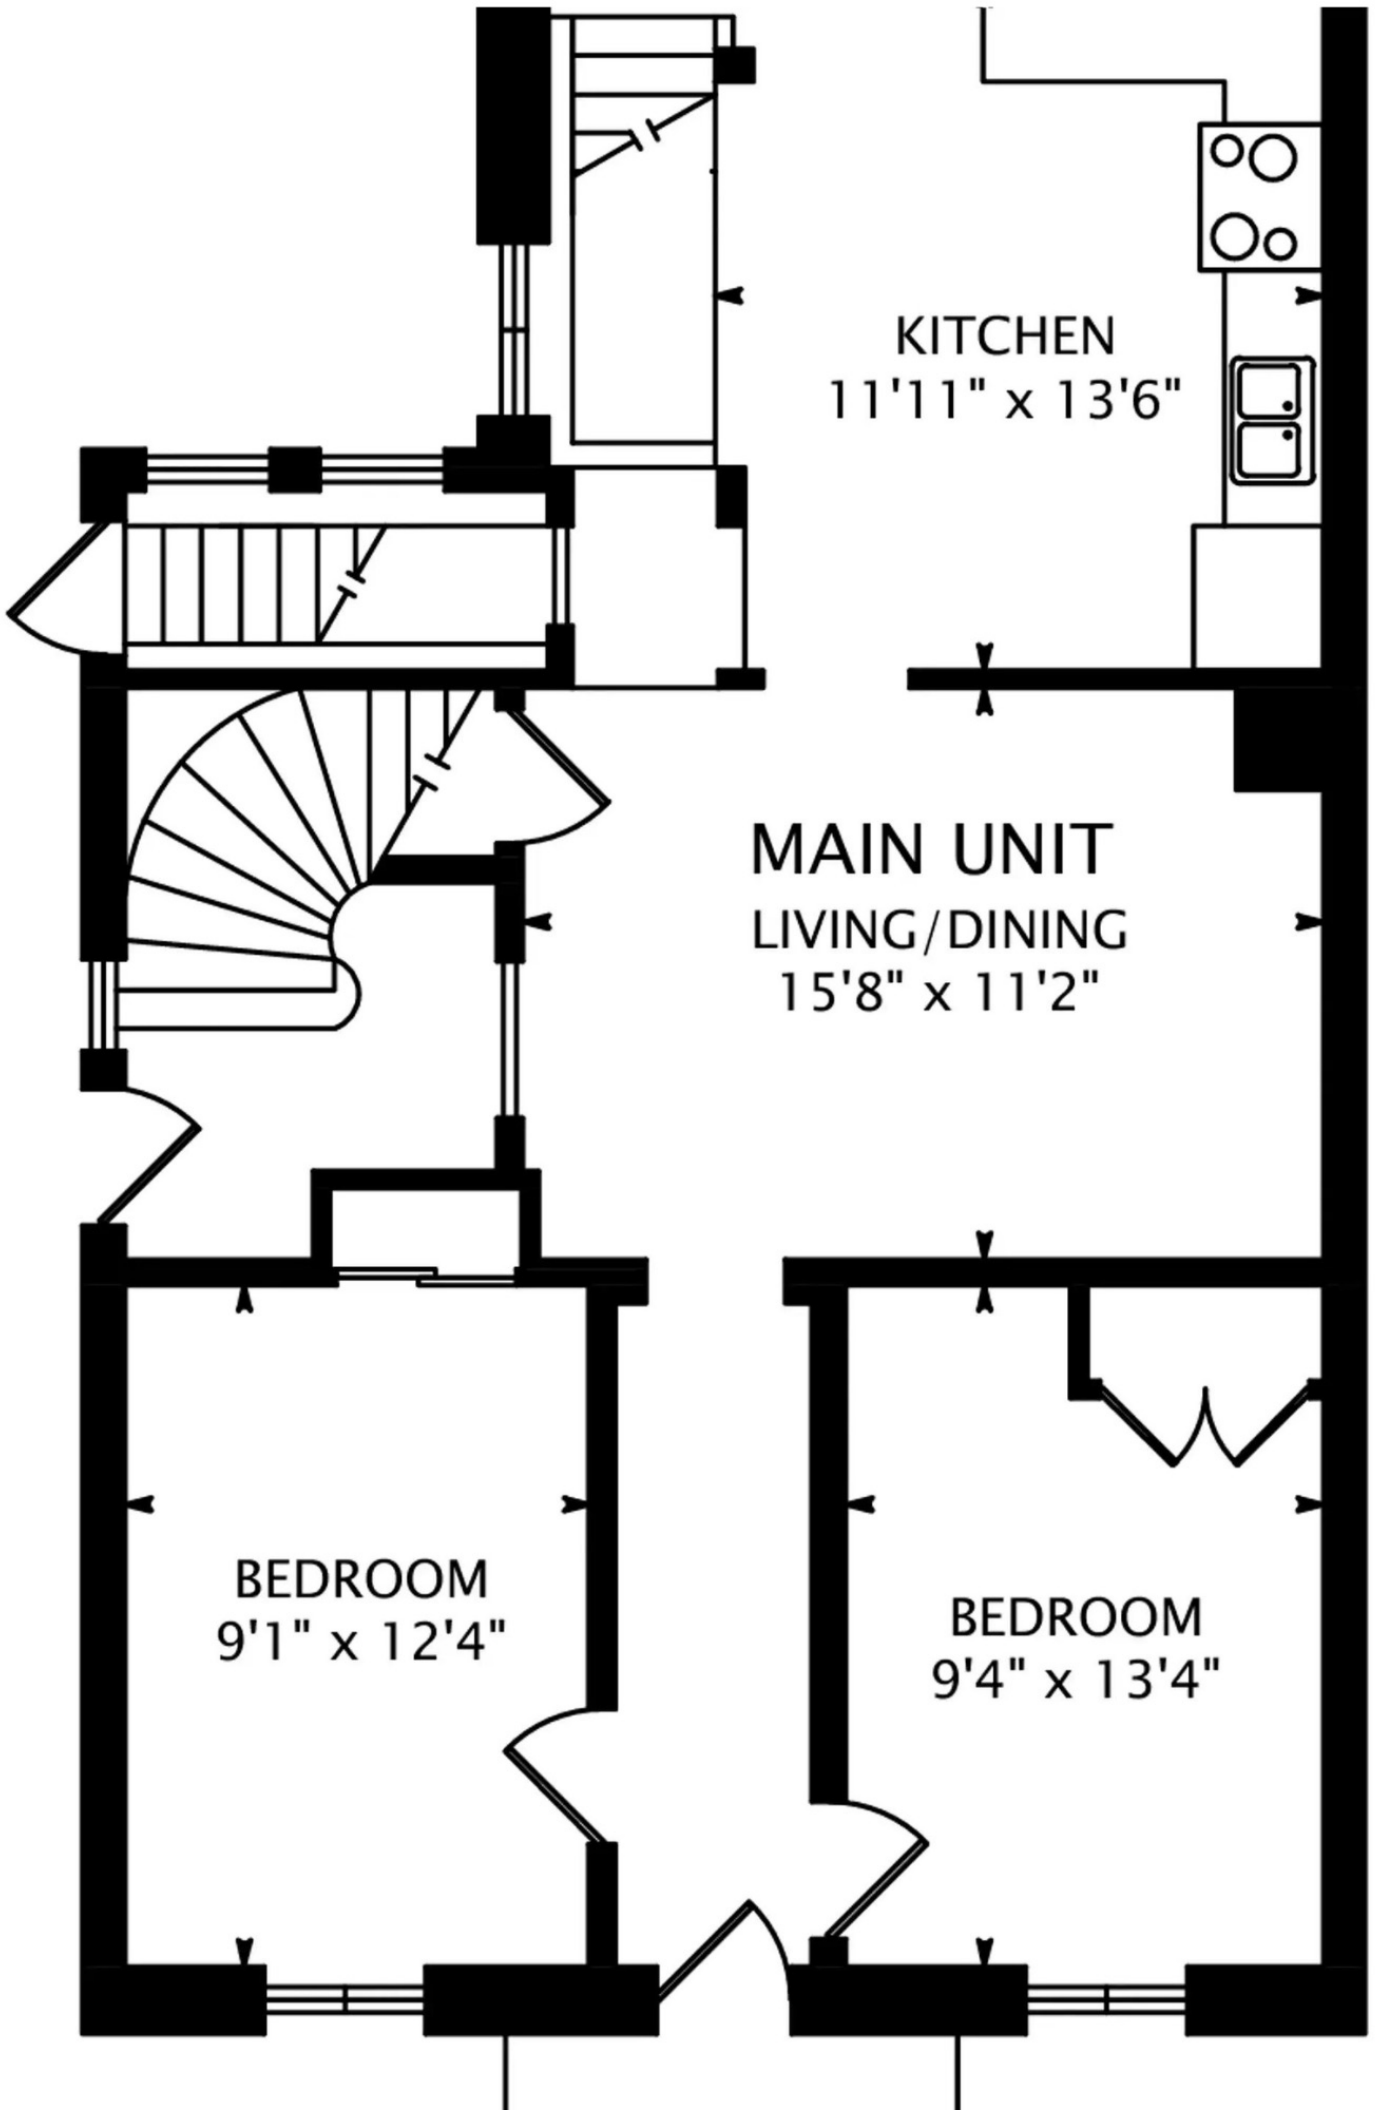 KITCHEN
11'11" x 13'6"
MAIN UNIT
LIVING/DINING
15'8" x 11'2"
BEDROOM
9'1" x 12'4"
BEDROOM
9'4" x 13'4"